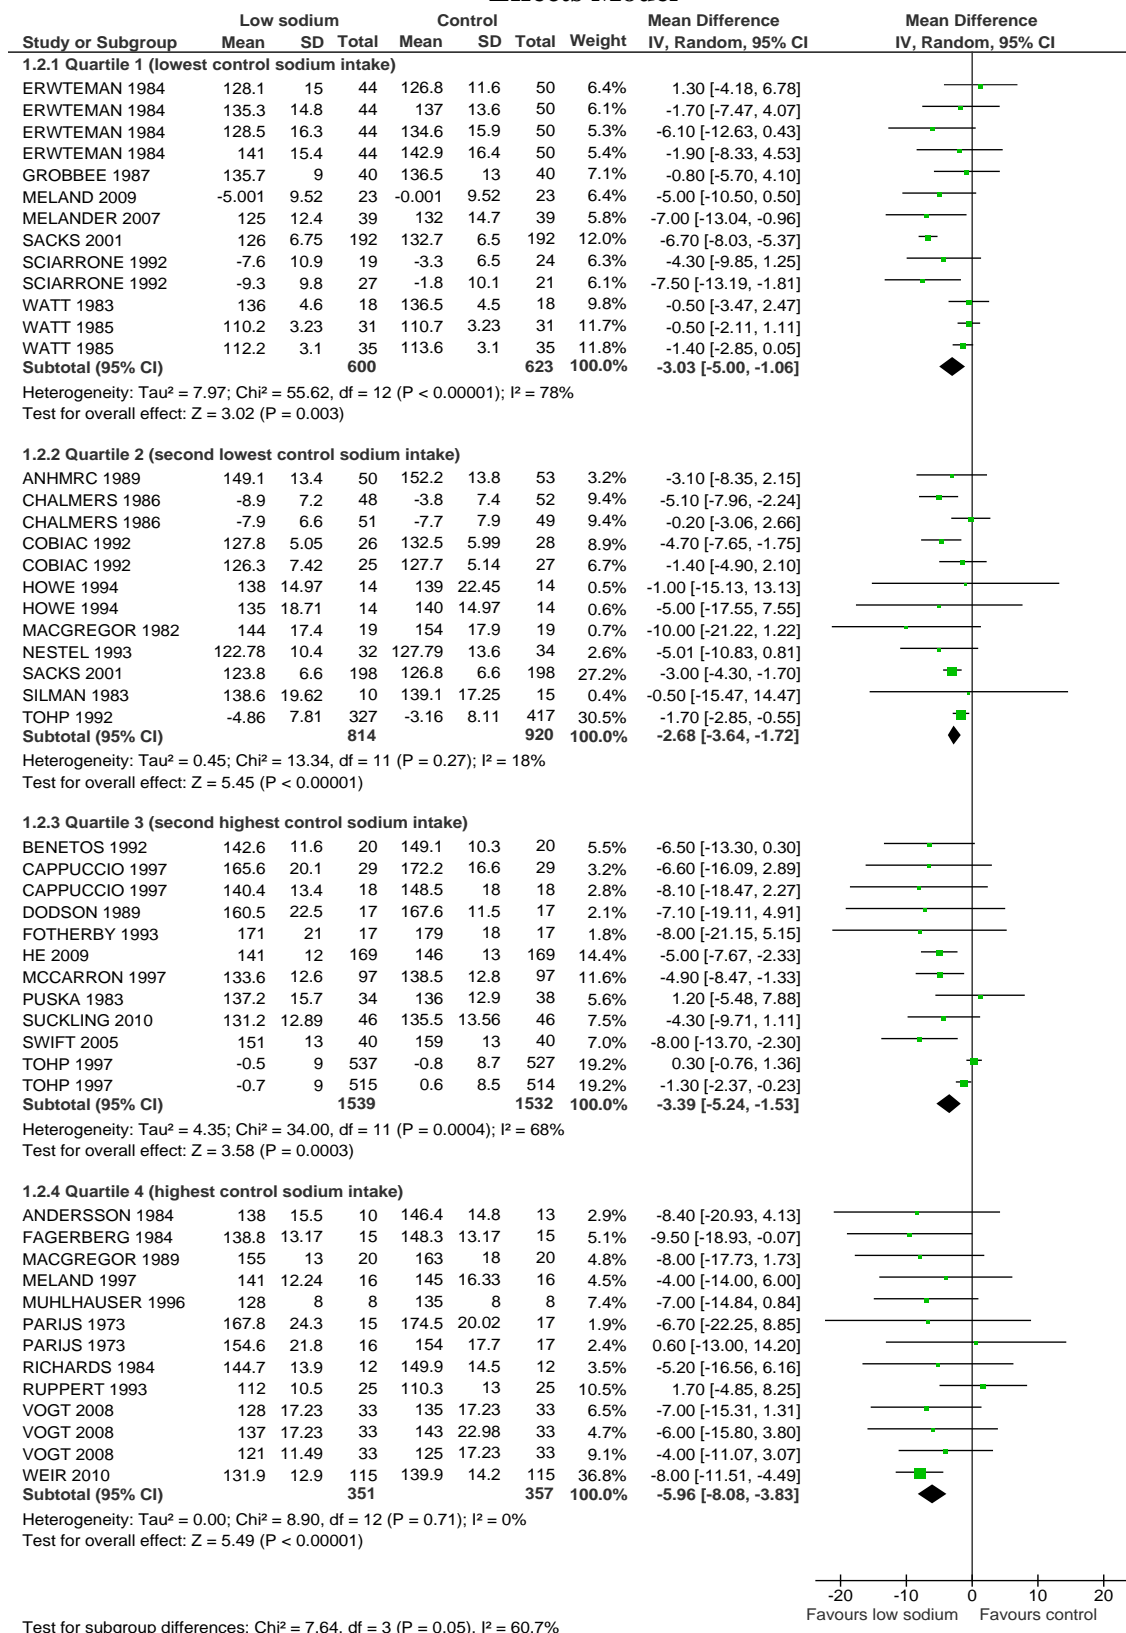 Effects Model
Low sodium Control Mean Difference Mean Difference
Study or Subgroup Mean SD Total Mean SD Total Weight IV, Random, 95% CI IV, Random, 95% CI
1.2.1 Quartile 1 (lowest control sodium intake)
ERWTEMAN 1984 128.1 15 44 126.8 11.6 50 6.4% 1.30 [-4.18, 6.78]
ERWTEMAN 1984 135.3 14.8 44 137 13.6 50 6.1% -1.70 [-7.47, 4.07]
ERWTEMAN 1984 128.5 16.3 44 134.6 15.9 50 5.3% -6.10 [-12.63, 0.43]
ERWTEMAN 1984 141 15.4 44 142.9 16.4 50 5.4% -1.90 [-8.33, 4.53]
GROBBEE 1987 135.7 9 40 136.5 13 40 7.1% -0.80 [-5.70, 4.10]
MELAND 2009 -5.001 9.52 23 -0.001 9.52 23 6.4% -5.00 [-10.50, 0.50]
MELANDER 2007 125 12.4 39 132 14.7 39 5.8% -7.00 [-13.04, -0.96]
SACKS 2001 126 6.75 192 132.7 6.5 192 12.0% -6.70 [-8.03, -5.37]
SCIARRONE 1992 -7.6 10.9 19 -3.3 6.5 24 6.3% -4.30 [-9.85, 1.25]
SCIARRONE 1992 -9.3 9.8 27 -1.8 10.1 21 6.1% -7.50 [-13.19, -1.81]
WATT 1983 136 4.6 18 136.5 4.5 18 9.8% -0.50 [-3.47, 2.47]
WATT 1985 110.2 3.23 31 110.7 3.23 31 11.7% -0.50 [-2.11, 1.11]
WATT 1985 112.2 3.1 35 113.6 3.1 35 11.8% -1.40 [-2.85, 0.05]
Subtotal (95% CI) 600 623 100.0% -3.03 [-5.00, -1.06]
Heterogeneity: Tau² = 7.97; Chi² = 55.62, df = 12 (P < 0.00001); I² = 78%
Test for overall effect: Z = 3.02 (P = 0.003)
1.2.2 Quartile 2 (second lowest control sodium intake)
ANHMRC 1989 149.1 13.4 50 152.2 13.8 53 3.2% -3.10 [-8.35, 2.15]
CHALMERS 1986 -8.9 7.2 48 -3.8 7.4 52 9.4% -5.10 [-7.96, -2.24]
CHALMERS 1986 -7.9 6.6 51 -7.7 7.9 49 9.4% -0.20 [-3.06, 2.66]
COBIAC 1992 127.8 5.05 26 132.5 5.99 28 8.9% -4.70 [-7.65, -1.75]
COBIAC 1992 126.3 7.42 25 127.7 5.14 27 6.7% -1.40 [-4.90, 2.10]
HOWE 1994 138 14.97 14 139 22.45 14 0.5% -1.00 [-15.13, 13.13]
HOWE 1994 135 18.71 14 140 14.97 14 0.6% -5.00 [-17.55, 7.55]
MACGREGOR 1982 144 17.4 19 154 17.9 19 0.7% -10.00 [-21.22, 1.22]
NESTEL 1993 122.78 10.4 32 127.79 13.6 34 2.6% -5.01 [-10.83, 0.81]
SACKS 2001 123.8 6.6 198 126.8 6.6 198 27.2% -3.00 [-4.30, -1.70]
SILMAN 1983 138.6 19.62 10 139.1 17.25 15 0.4% -0.50 [-15.47, 14.47]
TOHP 1992 -4.86 7.81 327 -3.16 8.11 417 30.5% -1.70 [-2.85, -0.55]
Subtotal (95% CI) 814 920 100.0% -2.68 [-3.64, -1.72]
Heterogeneity: Tau² = 0.45; Chi² = 13.34, df = 11 (P = 0.27); I² = 18%
Test for overall effect: Z = 5.45 (P < 0.00001)
1.2.3 Quartile 3 (second highest control sodium intake)
BENETOS 1992 142.6 11.6 20 149.1 10.3 20 5.5% -6.50 [-13.30, 0.30]
CAPPUCCIO 1997 165.6 20.1 29 172.2 16.6 29 3.2% -6.60 [-16.09, 2.89]
CAPPUCCIO 1997 140.4 13.4 18 148.5 18 18 2.8% -8.10 [-18.47, 2.27]
DODSON 1989 160.5 22.5 17 167.6 11.5 17 2.1% -7.10 [-19.11, 4.91]
FOTHERBY 1993 171 21 17 179 18 17 1.8% -8.00 [-21.15, 5.15]
HE 2009 141 12 169 146 13 169 14.4% -5.00 [-7.67, -2.33]
MCCARRON 1997 133.6 12.6 97 138.5 12.8 97 11.6% -4.90 [-8.47, -1.33]
PUSKA 1983 137.2 15.7 34 136 12.9 38 5.6% 1.20 [-5.48, 7.88]
SUCKLING 2010 131.2 12.89 46 135.5 13.56 46 7.5% -4.30 [-9.71, 1.11]
SWIFT 2005 151 13 40 159 13 40 7.0% -8.00 [-13.70, -2.30]
TOHP 1997 -0.5 9 537 -0.8 8.7 527 19.2% 0.30 [-0.76, 1.36]
TOHP 1997 -0.7 9 515 0.6 8.5 514 19.2% -1.30 [-2.37, -0.23]
Subtotal (95% CI) 1539 1532 100.0% -3.39 [-5.24, -1.53]
Heterogeneity: Tau² = 4.35; Chi² = 34.00, df = 11 (P = 0.0004); I² = 68%
Test for overall effect: Z = 3.58 (P = 0.0003)
1.2.4 Quartile 4 (highest control sodium intake)
ANDERSSON 1984 138 15.5 10 146.4 14.8 13 2.9% -8.40 [-20.93, 4.13]
FAGERBERG 1984 138.8 13.17 15 148.3 13.17 15 5.1% -9.50 [-18.93, -0.07]
MACGREGOR 1989 155 13 20 163 18 20 4.8% -8.00 [-17.73, 1.73]
MELAND 1997 141 12.24 16 145 16.33 16 4.5% -4.00 [-14.00, 6.00]
MUHLHAUSER 1996 128 8 8 135 8 8 7.4% -7.00 [-14.84, 0.84]
PARIJS 1973 167.8 24.3 15 174.5 20.02 17 1.9% -6.70 [-22.25, 8.85]
PARIJS 1973 154.6 21.8 16 154 17.7 17 2.4% 0.60 [-13.00, 14.20]
RICHARDS 1984 144.7 13.9 12 149.9 14.5 12 3.5% -5.20 [-16.56, 6.16]
RUPPERT 1993 112 10.5 25 110.3 13 25 10.5% 1.70 [-4.85, 8.25]
VOGT 2008 128 17.23 33 135 17.23 33 6.5% -7.00 [-15.31, 1.31]
VOGT 2008 137 17.23 33 143 22.98 33 4.7% -6.00 [-15.80, 3.80]
VOGT 2008 121 11.49 33 125 17.23 33 9.1% -4.00 [-11.07, 3.07]
WEIR 2010 131.9 12.9 115 139.9 14.2 115 36.8% -8.00 [-11.51, -4.49]
Subtotal (95% CI) 351 357 100.0% -5.96 [-8.08, -3.83]
Heterogeneity: Tau² = 0.00; Chi² = 8.90, df = 12 (P = 0.71); I² = 0%
Test for overall effect: Z = 5.49 (P < 0.00001)
-20 -10 0 10 20
Favours low sodium Favours control
Test for subgroup differences: Chi² = 7.64, df = 3 (P = 0.05), I² = 60.7%